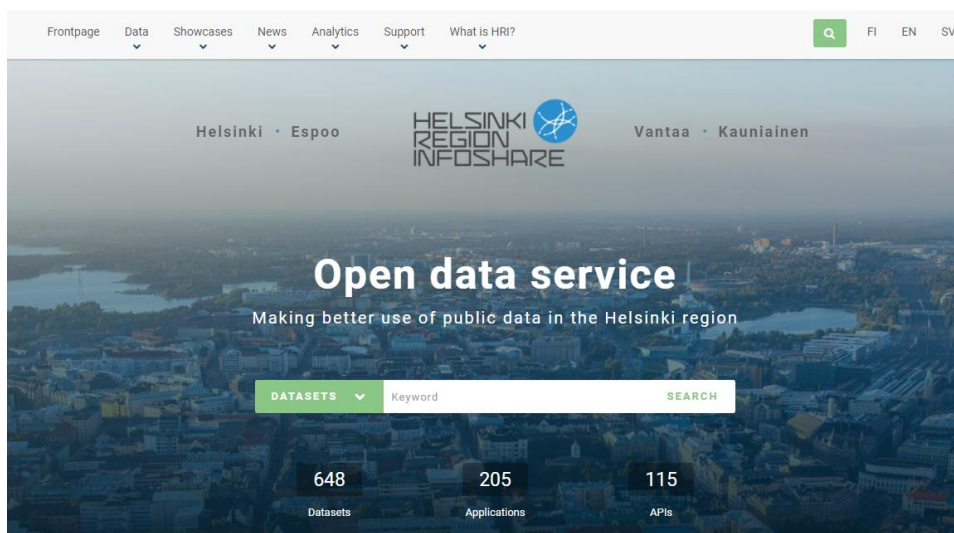 Frontpage Data Showcases News Analytics Support What is HRI? FI EN SV
Helsinki • Espoo
HELSINKI
REGION
INFOSHARE
Vantaa • Kauniainen
Open data service
Making better use of public data in the Helsinki region
DATASETS Keyword SEARCH
648 205 115
Datasets Applications APIs